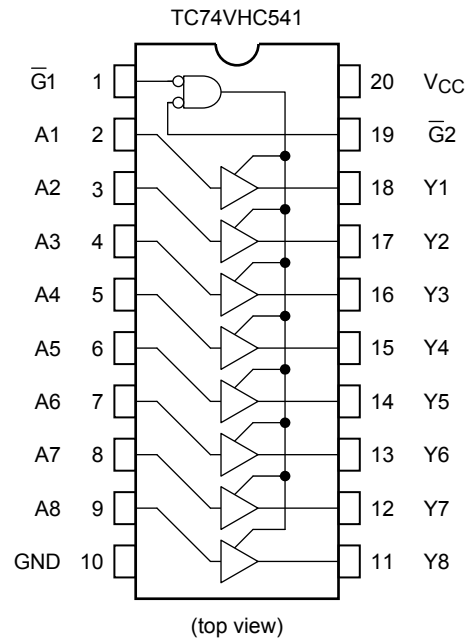 TC74VHC541
G̅1 1 20 VCC
A1 2 19 G̅2
A2 3 18 Y1
A3 4 17 Y2
A4 5 16 Y3
A5 6 15 Y4
A6 7 14 Y5
A7 8 13 Y6
A8 9 12 Y7
GND 10 11 Y8
(top view)